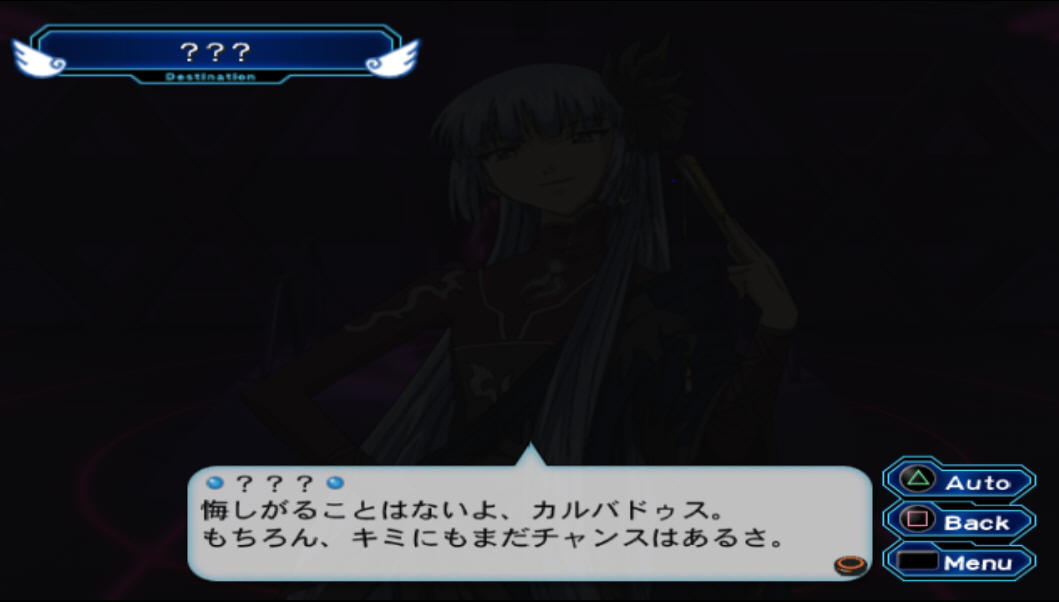 ???
Destination
???
悔しがることはないよ、カルバドゥス。
もちろん、キミにもまだチャンスはあるさ。
Auto
Back
Menu